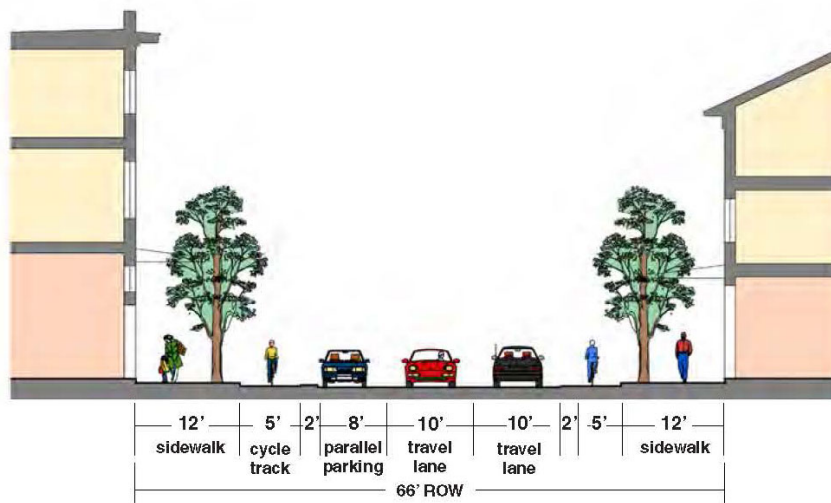 12' 5' 2' 8' 10' 10' 2' 5' 12'
sidewalk cycle parallel travel travel sidewalk
track parking lane lane
66' ROW